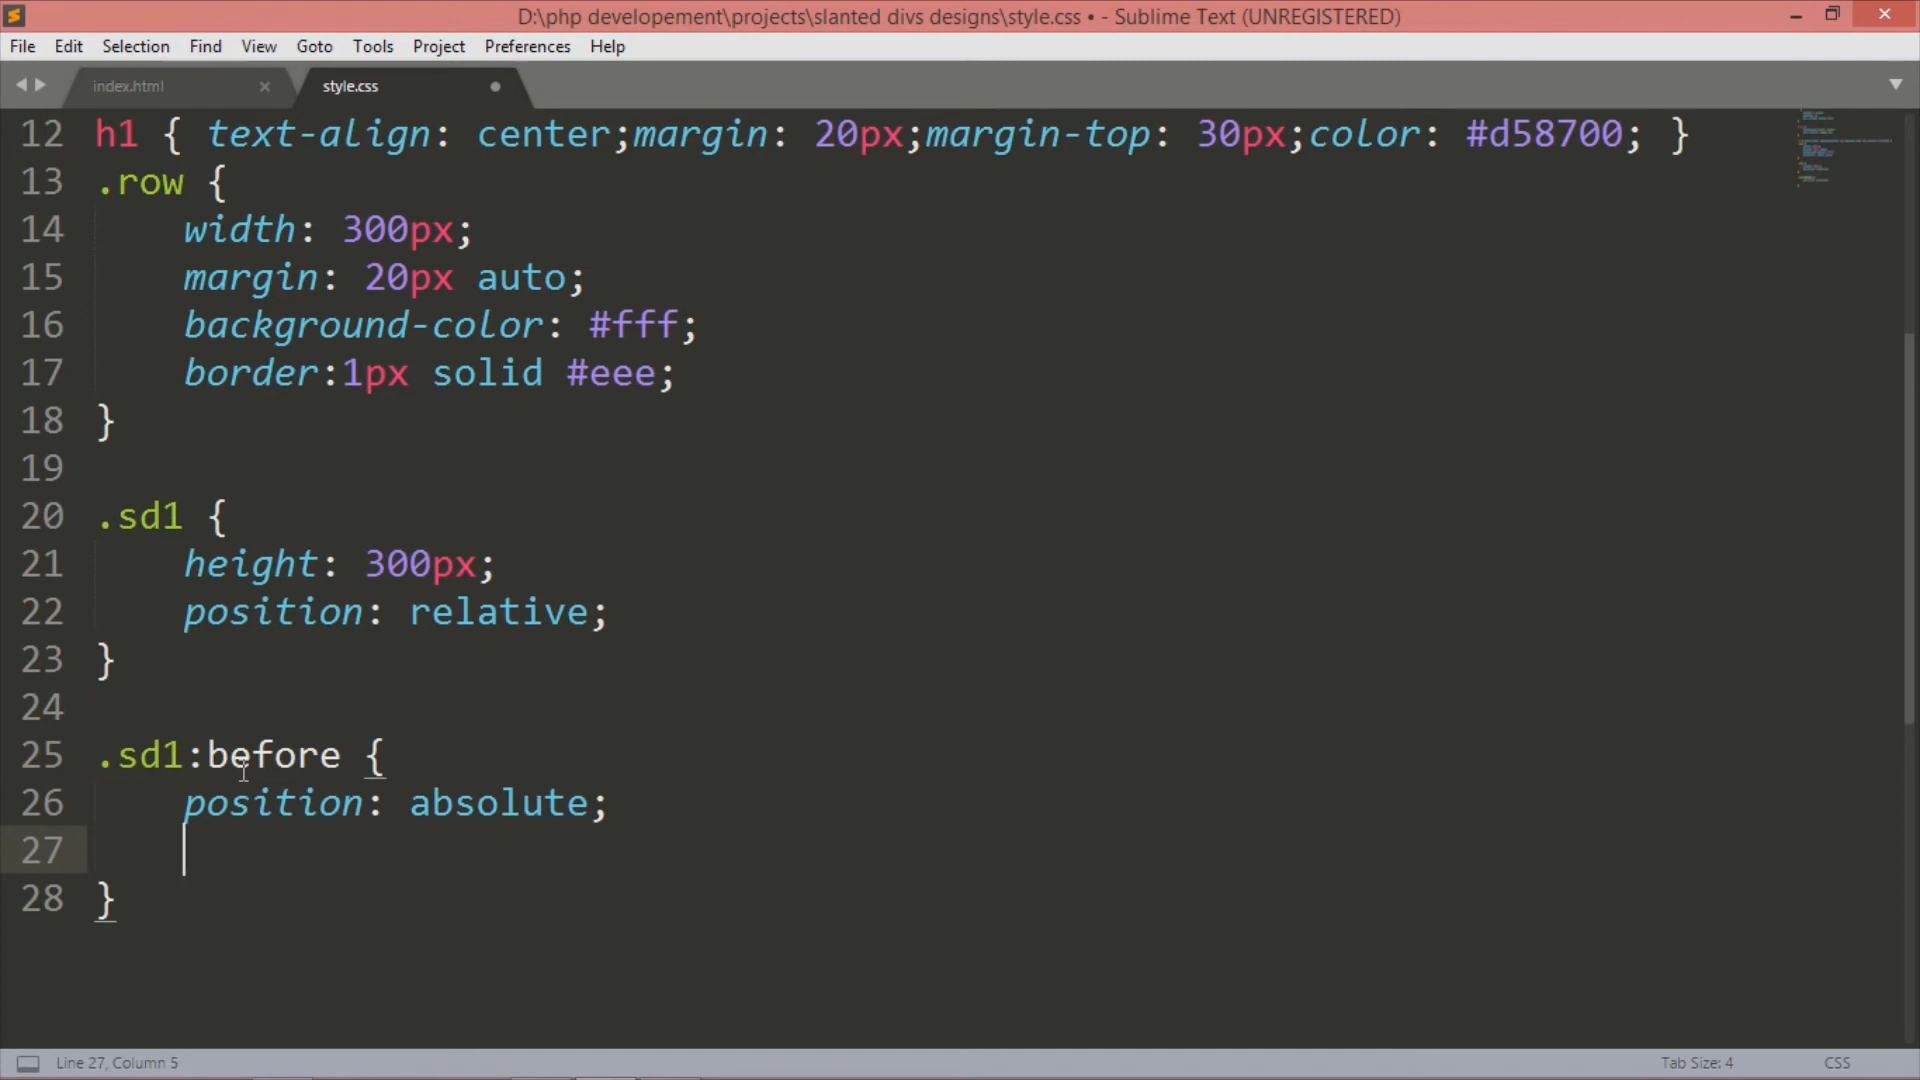 D:\php developement\projects\slanted divs designs\style.css • - Sublime Text (UNREGISTERED)
File Edit Selection Find View Goto Tools Project Preferences Help
index.html × style.css
12 h1 { text-align: center;margin: 20px;margin-top: 30px;color: #d58700; }
13 .row {
14 width: 300px;
15 margin: 20px auto;
16 background-color: #fff;
17 border:1px solid #eee;
18 }
19
20 .sd1 {
21 height: 300px;
22 position: relative;
23 }
24
25 .sd1:before {
26 position: absolute;
27
28 }
Line 27, Column 5 Tab Size: 4 CSS